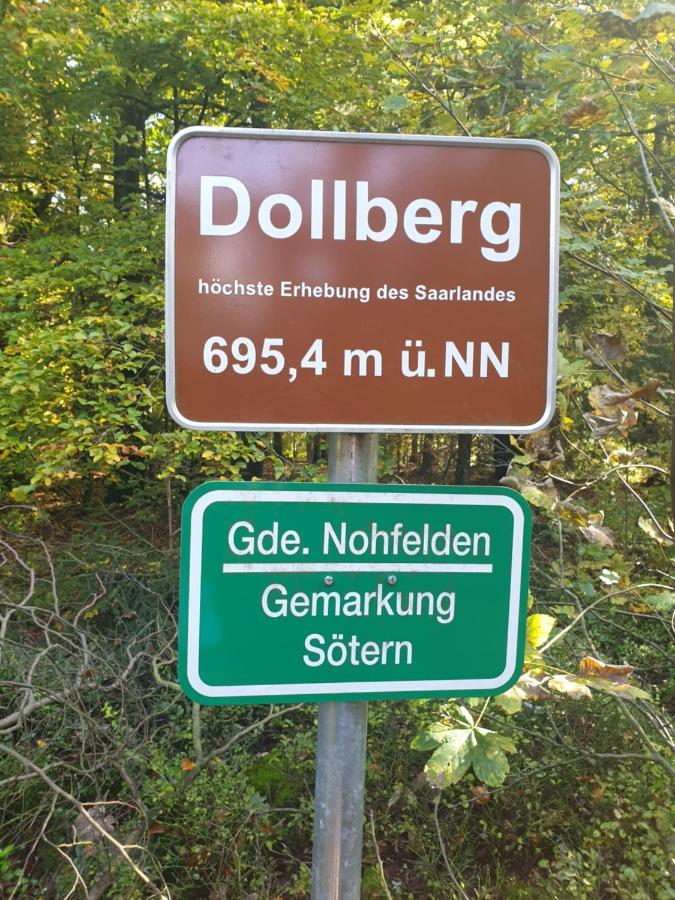 Dollberg
höchste Erhebung des Saarlandes
695,4 m ü.NN
Gde. Nohfelden
Gemarkung
Sötern